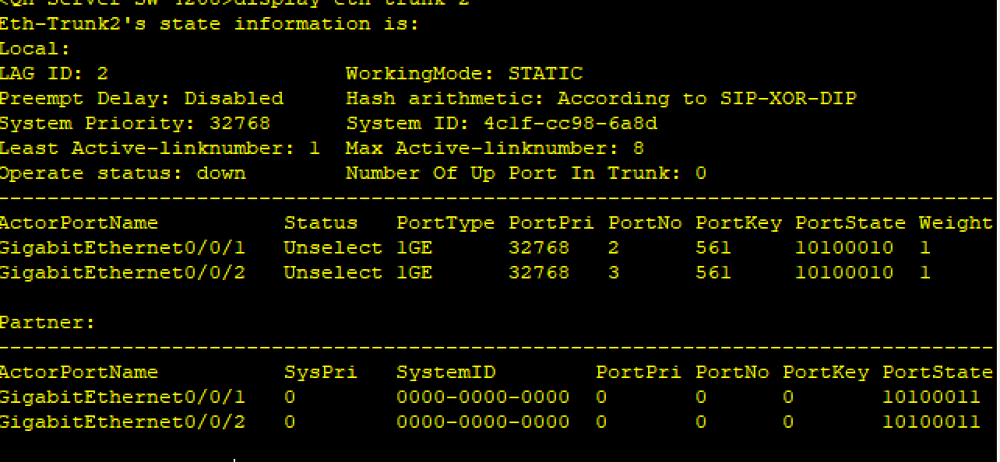 display eth-trunk 2
Eth-Trunk2's state information is:
Local:
LAG ID: 2 WorkingMode: STATIC
Preempt Delay: Disabled Hash arithmetic: According to SIP-XOR-DIP
System Priority: 32768 System ID: 4c1f-cc98-6a8d
Least Active-linknumber: 1 Max Active-linknumber: 8
Operate status: down Number Of Up Port In Trunk: 0
--------------------------------------------------------------------------------
ActorPortName Status PortType PortPri PortNo PortKey PortState Weight
GigabitEthernet0/0/1 Unselect 1GE 32768 2 561 10100010 1
GigabitEthernet0/0/2 Unselect 1GE 32768 3 561 10100010 1
Partner:
--------------------------------------------------------------------------------
ActorPortName SysPri SystemID PortPri PortNo PortKey PortState
GigabitEthernet0/0/1 0 0000-0000-0000 0 0 0 10100011
GigabitEthernet0/0/2 0 0000-0000-0000 0 0 0 10100011